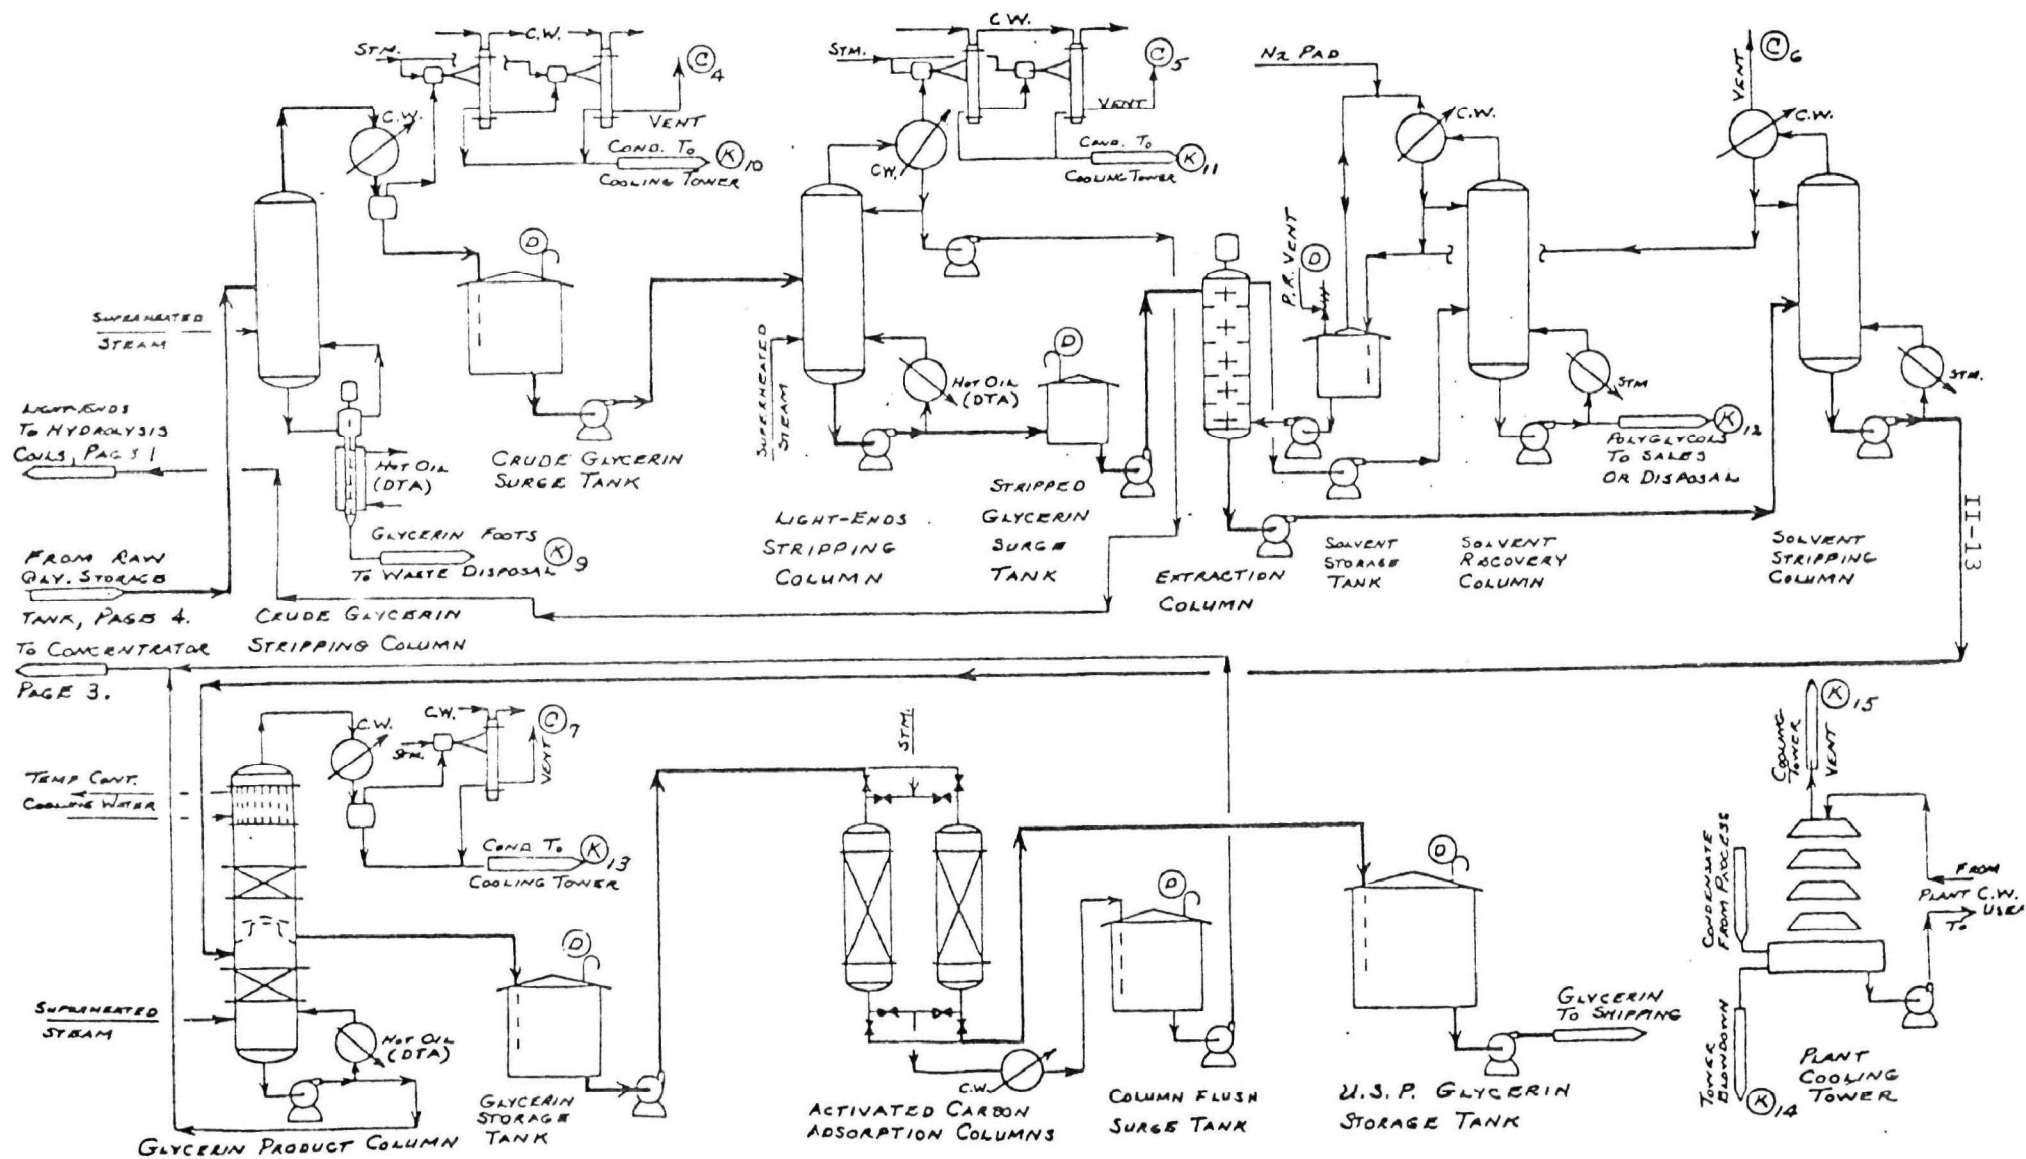 C.W.
STM.
C 4
VENT
C.W.
COND. TO
K 10
COOLING TOWER
C.W.
STM.
C 5
VENT
C.W.
COND. TO
K 11
COOLING TOWER
N2 PAD
C.W.
VENT
C 6
C.W.
SUPERHEATED
STEAM
D
LIGHT-ENDS
TO HYDROLYSIS
COILS, PAGE 1
HOT OIL
(DTA)
GLYCERIN FOOTS
K 9
TO WASTE DISPOSAL
FROM RAW
GLY. STORAGE
TANK, PAGE 4.
CRUDE GLYCERIN
STRIPPING COLUMN
CRUDE GLYCERIN
SURGE TANK
SUPERHEATED
STEAM
HOT OIL
(DTA)
D
LIGHT-ENDS
STRIPPING
COLUMN
STRIPPED
GLYCERIN
SURGE
TANK
P.R. VENT
D
EXTRACTION
COLUMN
SOLVENT
STORAGE
TANK
STM
K 12
POLYGLYCOLS
TO SALES
OR DISPOSAL
SOLVENT
RECOVERY
COLUMN
STM.
SOLVENT
STRIPPING
COLUMN
II-13
TO CONCENTRATOR
PAGE 3.
TEMP CONT.
COOLING WATER
C.W.
C.W.
STM.
C 7
VENT
COND TO
K 13
COOLING TOWER
SUPERHEATED
STEAM
HOT OIL
(DTA)
GLYCERIN PRODUCT COLUMN
D
GLYCERIN
STORAGE
TANK
STM.
C.W.
ACTIVATED CARBON
ADSORPTION COLUMNS
D
COLUMN FLUSH
SURGE TANK
D
U.S.P. GLYCERIN
STORAGE TANK
GLYCERIN
TO SHIPPING
K 15
COOLING
TOWER
VENT
CONDENSATE
FROM PROCESS
FROM
PLANT C.W.
USE
TO
TOWER
BLOWDOWN
K 14
PLANT
COOLING
TOWER